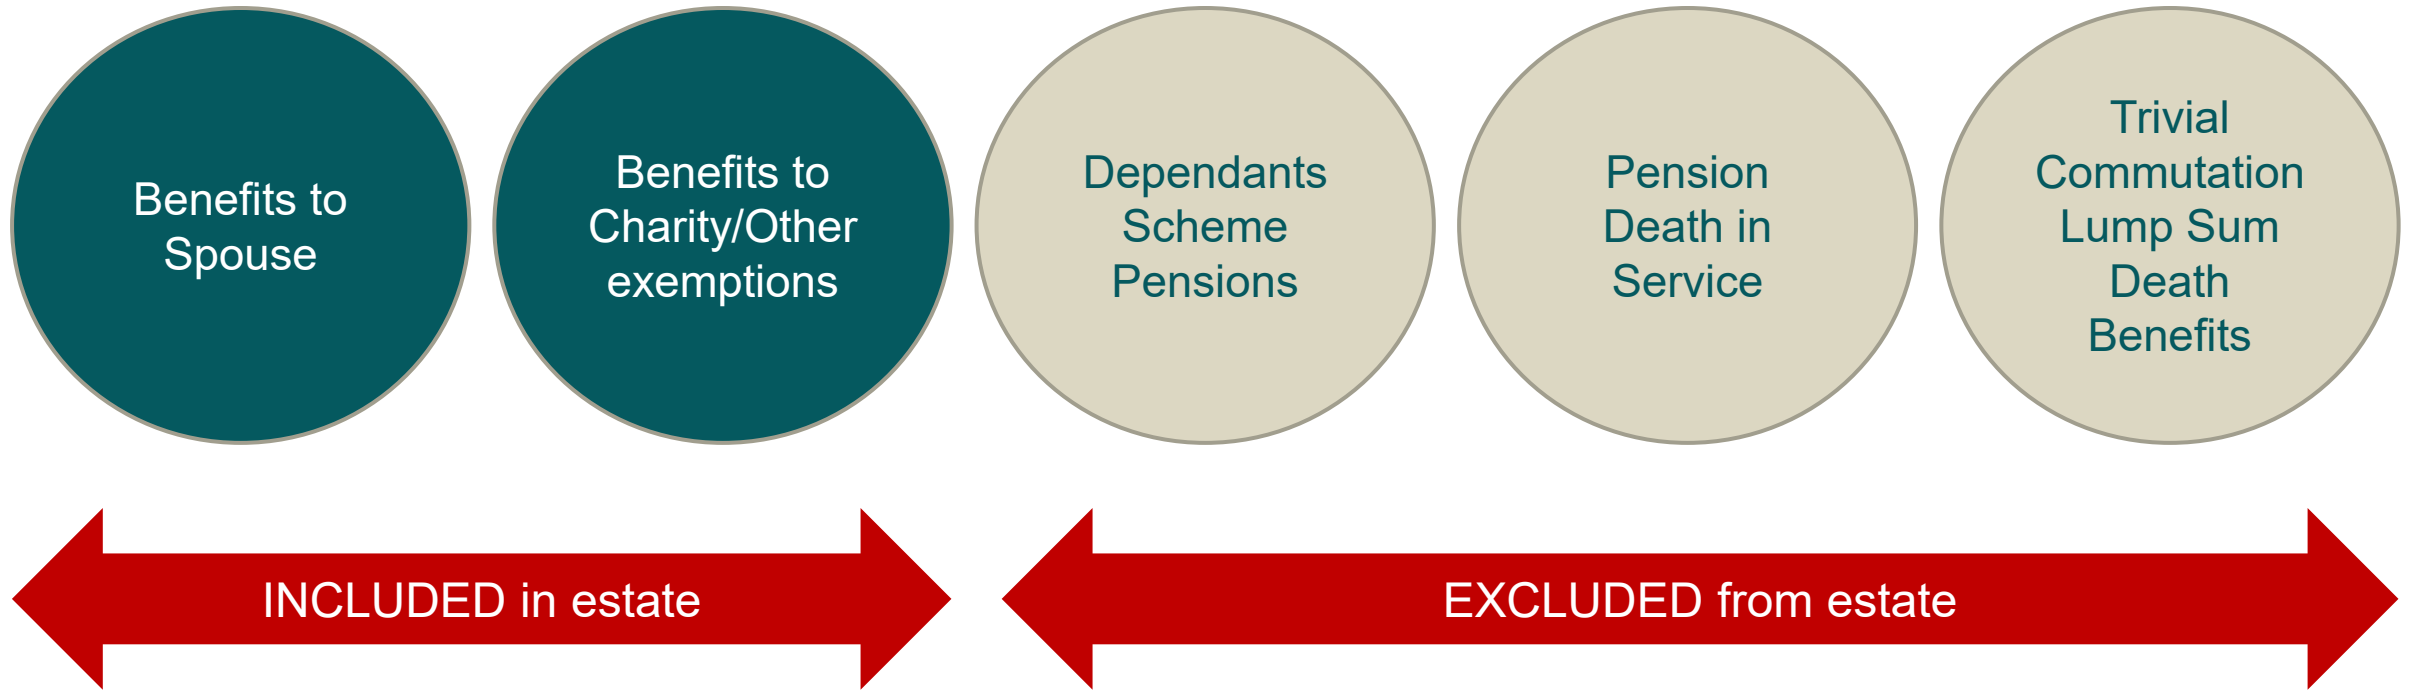 Benefits to
Spouse
Benefits to
Charity/Other
exemptions
Dependants
Scheme
Pensions
Pension
Death in
Service
Trivial
Commutation
Lump Sum
Death
Benefits
INCLUDED in estate
EXCLUDED from estate